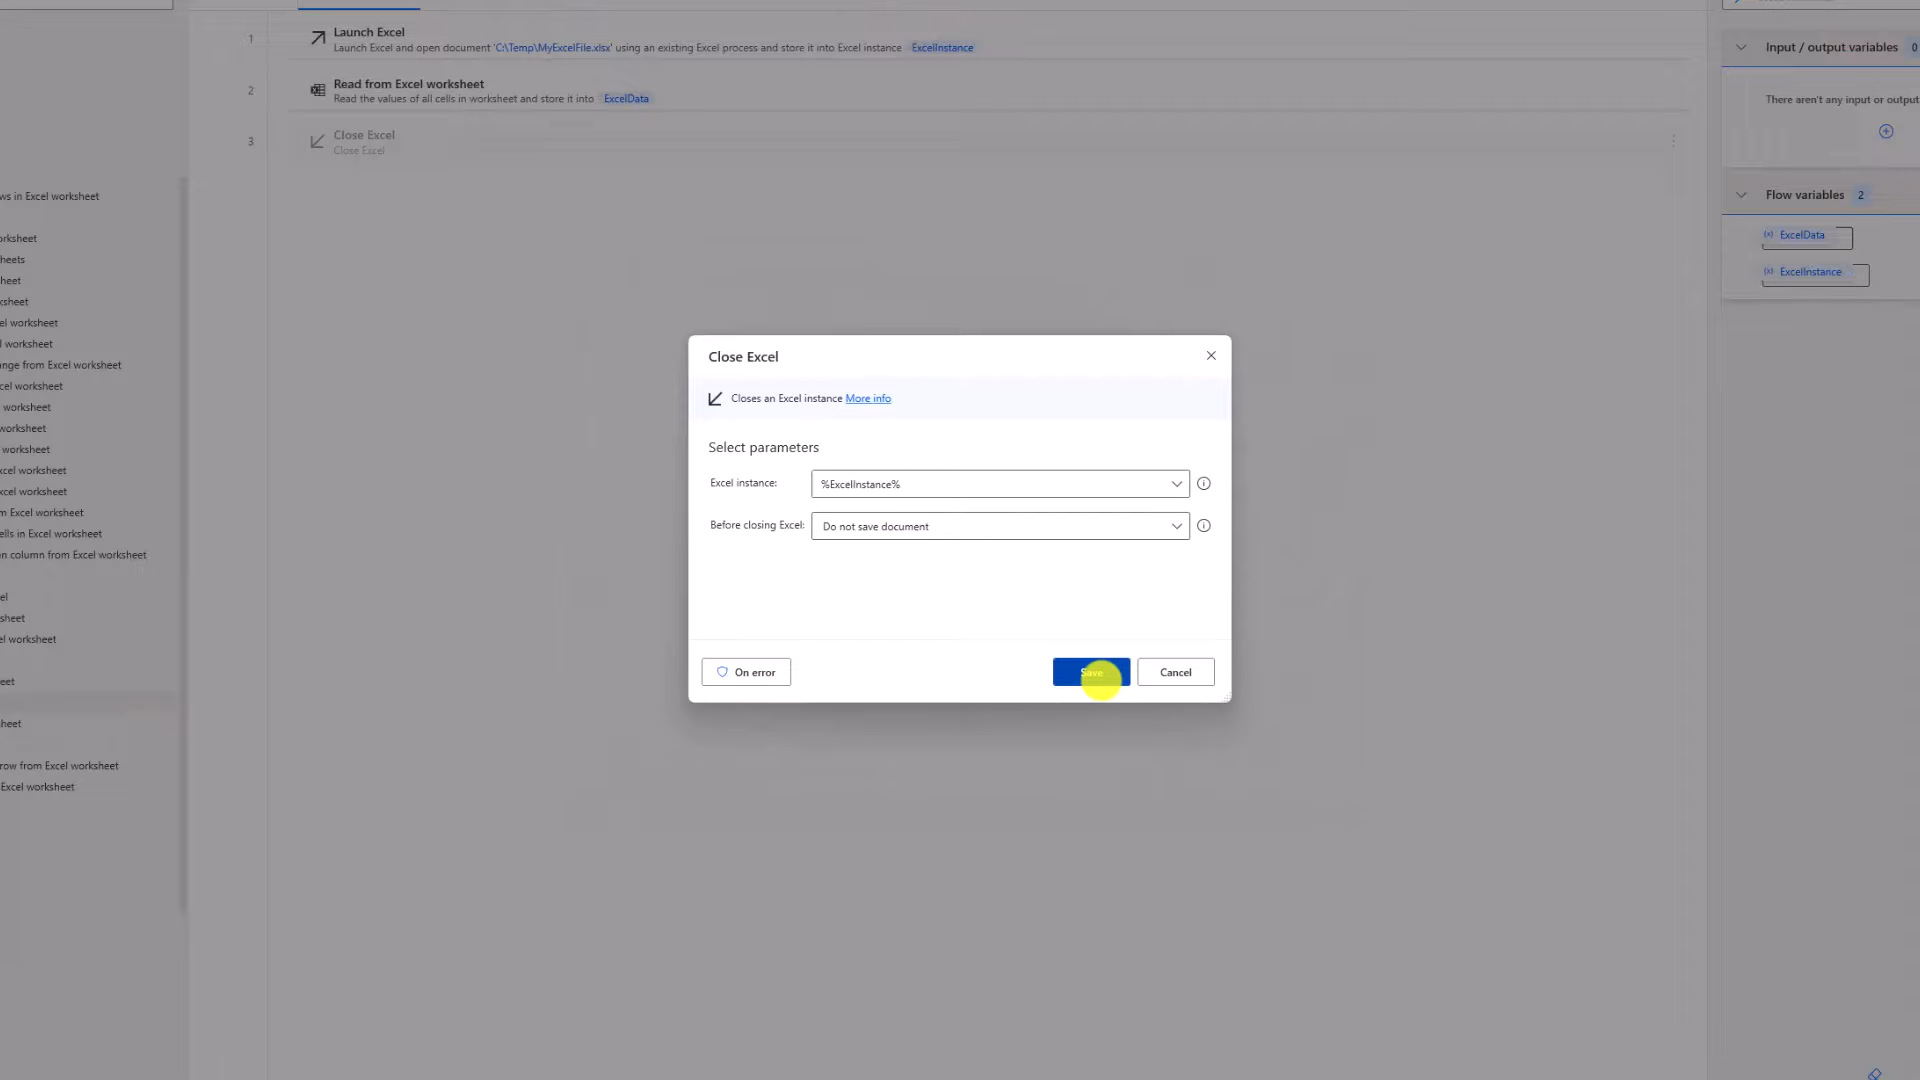 1
Launch Excel
Launch Excel and open document 'C:\Temp\MyExcelFile.xlsx' using an existing Excel process and store it into Excel instance ExcelInstance
2
Read from Excel worksheet
Read the values of all cells in worksheet and store it into ExcelData
3
Close Excel
Close Excel
ws in Excel worksheet
orksheet
heets
heet
ksheet
el worksheet
l worksheet
ange from Excel worksheet
xcel worksheet
worksheet
worksheet
worksheet
xcel worksheet
xcel worksheet
m Excel worksheet
ells in Excel worksheet
n column from Excel worksheet
el
sheet
el worksheet
eet
heet
row from Excel worksheet
Excel worksheet
Close Excel
Closes an Excel instance More info
Select parameters
Excel instance: %ExcelInstance%
Before closing Excel: Do not save document
On error
Save
Cancel
Input / output variables 0
There aren't any input or output
Flow variables 2
(x) ExcelData
(x) ExcelInstance